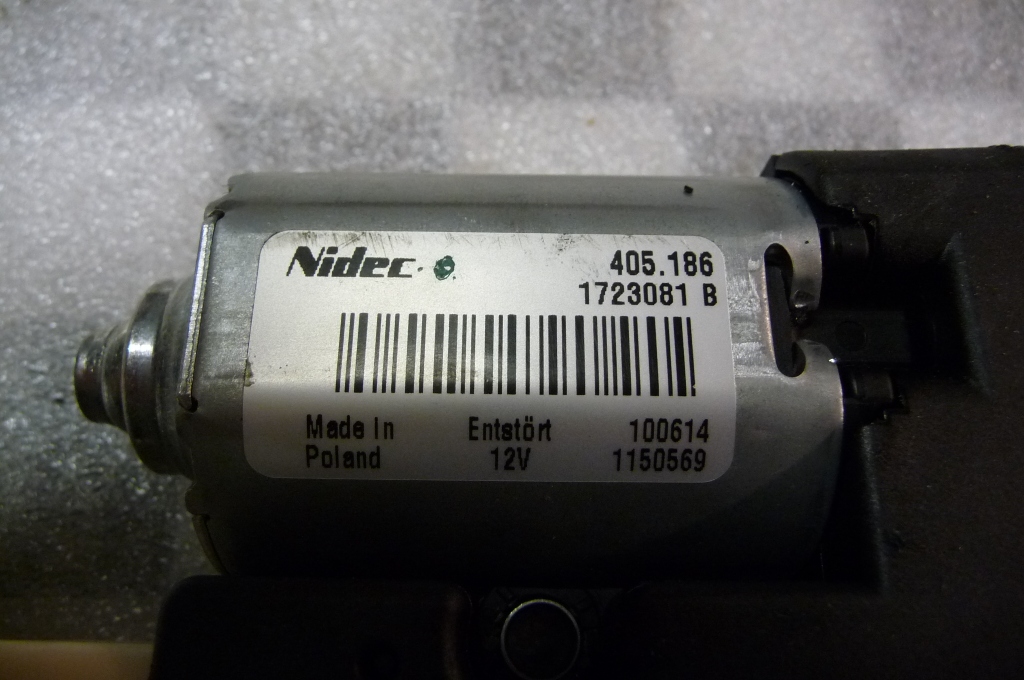 Nidec
405.186
1723081 B
Made In Entstört 100614
Poland 12V 1150569